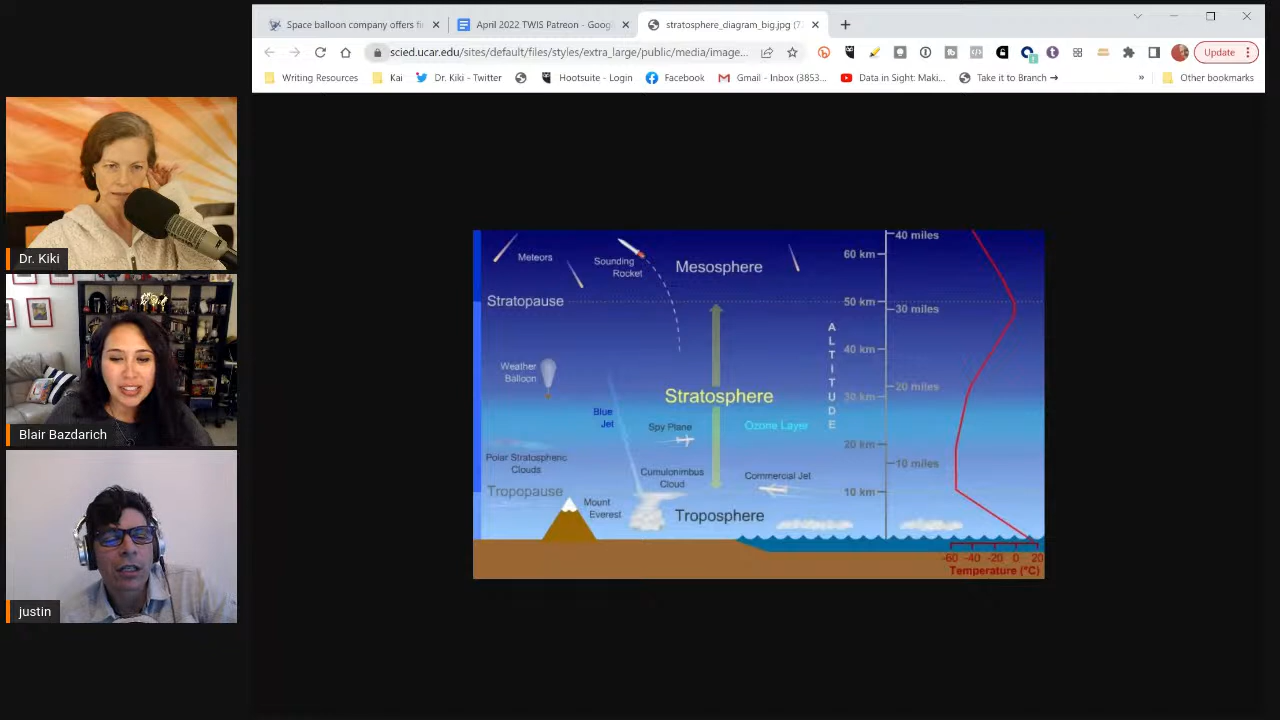 Space balloon company offers fi
April 2022 TWIS Patreon - Goog
stratosphere_diagram_big.jpg (7
scied.ucar.edu/sites/default/files/styles/extra_large/public/media/image...
Update
Writing Resources
Kai
Dr. Kiki - Twitter
Hootsuite - Login
Facebook
Gmail - Inbox (3853...
Data in Sight: Maki...
Take it to Branch →
»
Other bookmarks
Dr. Kiki
Blair Bazdarich
justin
40 miles
Meteors
Sounding
Rocket
Mesosphere
60 km
Stratopause
50 km
30 miles
ALTITUDE
40 km
Weather
Balloon
20 miles
Stratosphere
30 km
Blue
Jet
Spy Plane
Ozone Layer
20 km
Polar Stratospheric
Clouds
10 miles
Cumulonimbus
Cloud
Commercial Jet
Tropopause
10 km
Mount
Everest
Troposphere
-60 -40 -20 0 20
Temperature (°C)